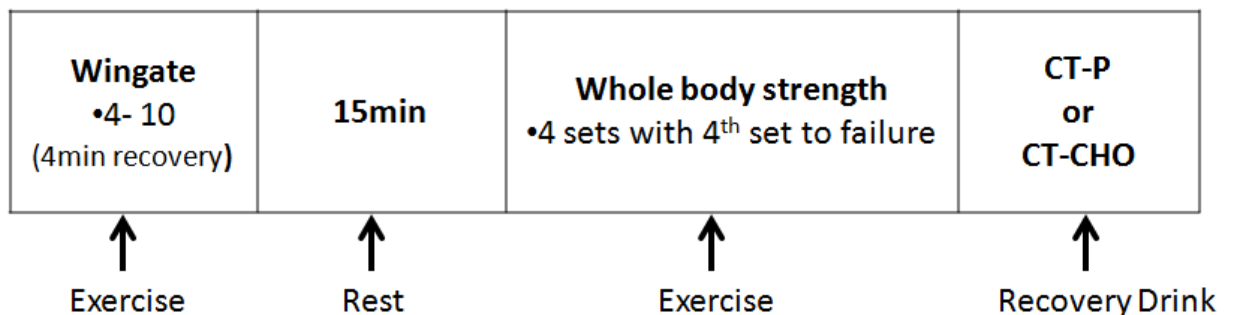 Wingate
•4- 10
(4min recovery)
15min
Whole body strength
•4 sets with 4th set to failure
CT-P
or
CT-CHO
Exercise
Rest
Exercise
Recovery Drink